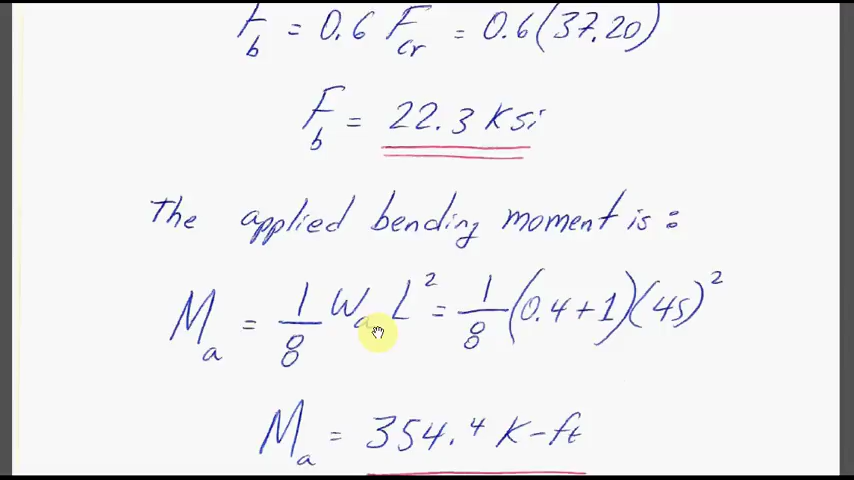 F_b = 0.6 F_cr = 0.6(37.20)
F_b = 22.3 Ksi
The applied bending moment is :
M_a = 1/8 W_a L² = 1/8 (0.4+1)(45)²
M_a = 354.4 K-ft